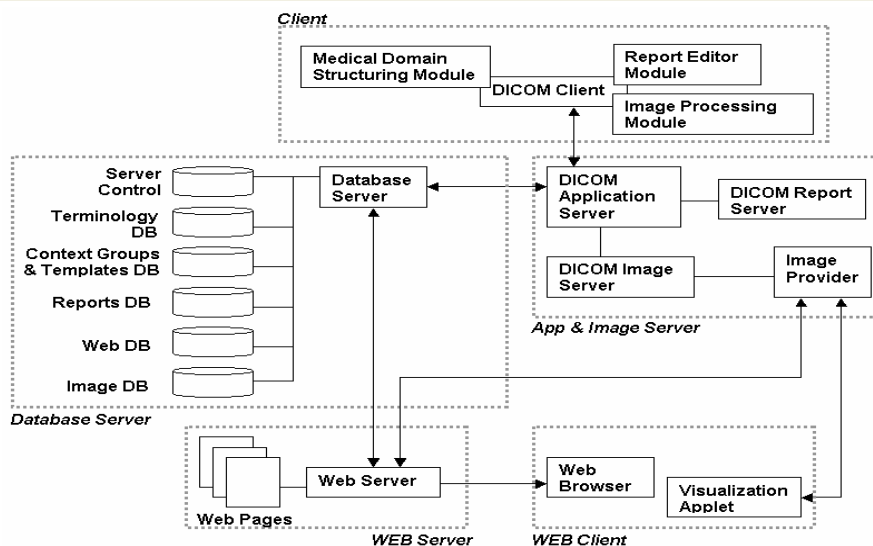 Client
Medical Domain
Structuring Module
Report Editor
Module
DICOM Client
Image Processing
Module
Server
Control
Terminology
DB
Context Groups
& Templates DB
Reports DB
Web DB
Image DB
Database
Server
Database Server
DICOM
Application
Server
DICOM Report
Server
DICOM Image
Server
Image
Provider
App & Image Server
Web Pages
Web Server
WEB Server
Web
Browser
Visualization
Applet
WEB Client